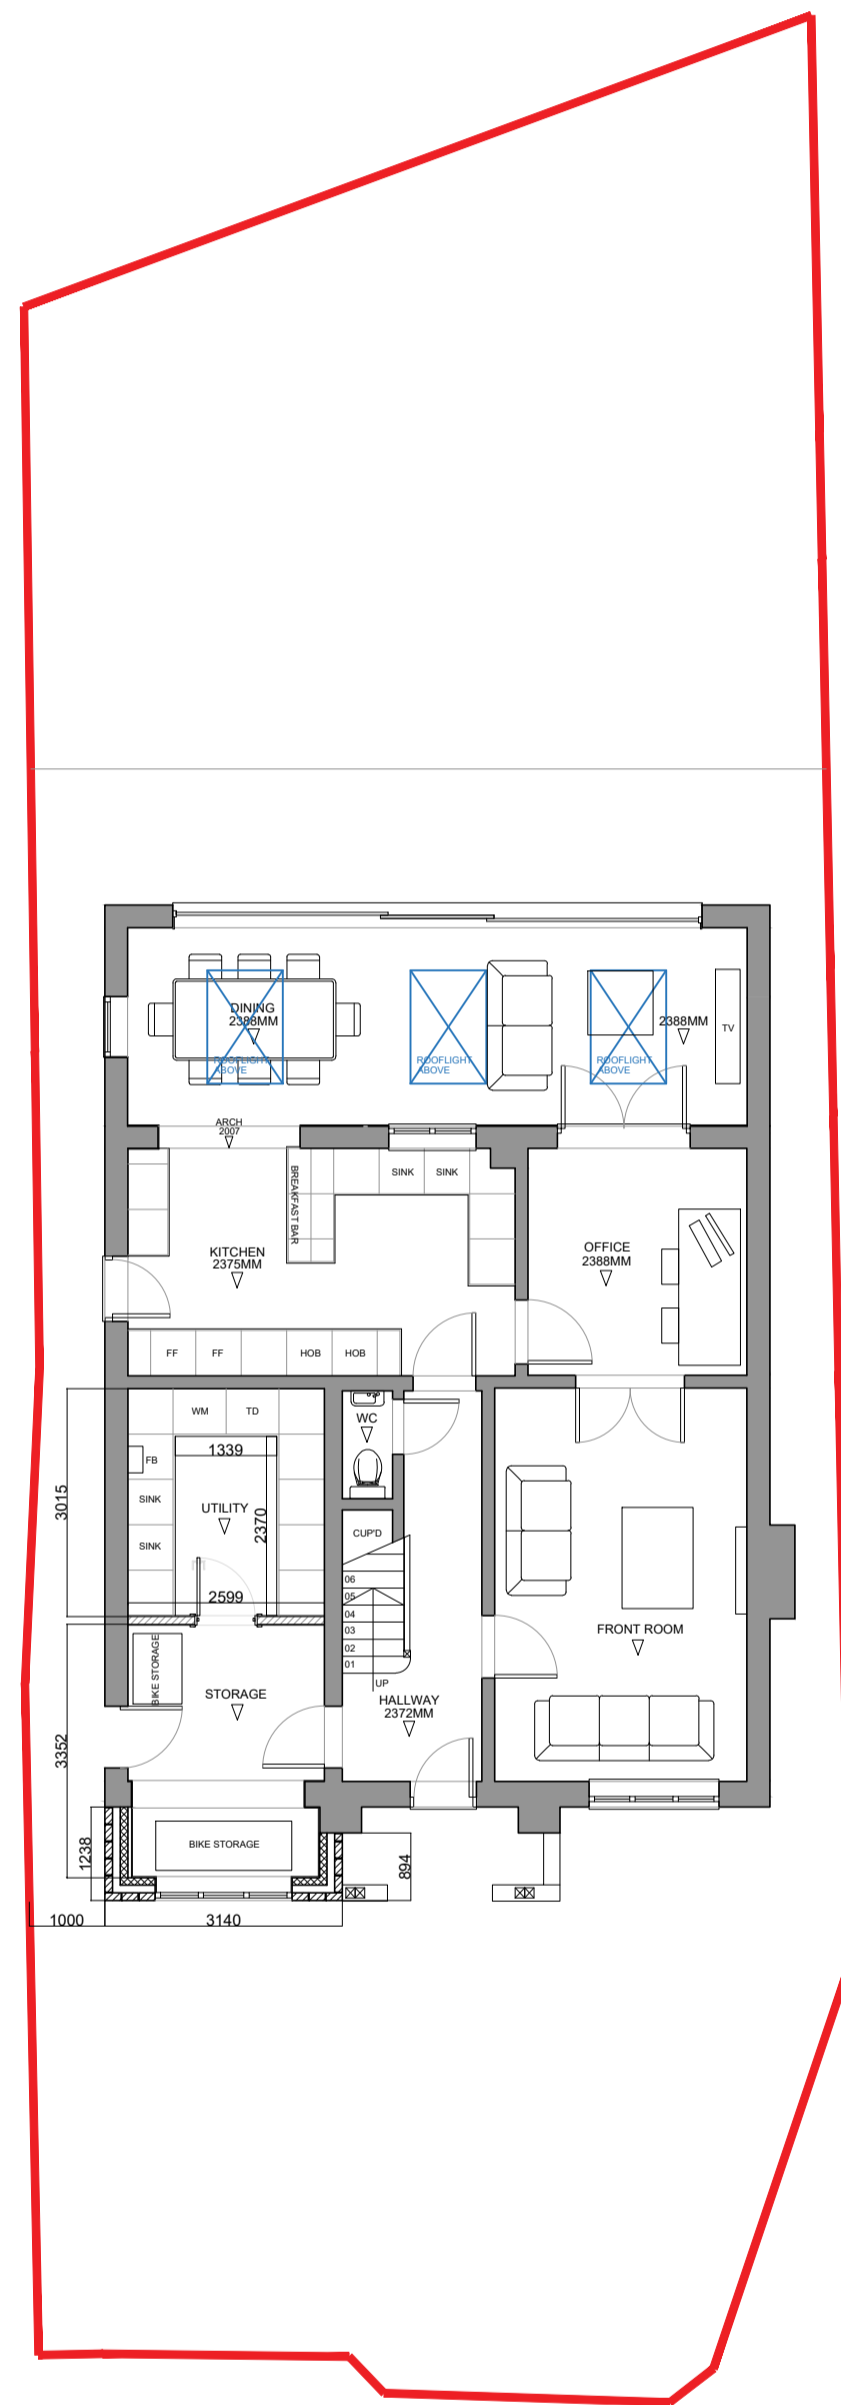 DINING
2388MM
ROOFLIGHT
ABOVE
ROOFLIGHT
ABOVE
ROOFLIGHT
ABOVE
2388MM
TV
ARCH
2007
BREAKFAST BAR
SINK
SINK
KITCHEN
2375MM
OFFICE
2388MM
FF
FF
HOB
HOB
WM
TD
FB
SINK
SINK
1339
UTILITY
2370
2599
3015
WC
CUP'D
06
05
04
03
02
01
UP
HALLWAY
2372MM
FRONT ROOM
BIKE STORAGE
STORAGE
3352
BIKE STORAGE
1238
894
1000
3140